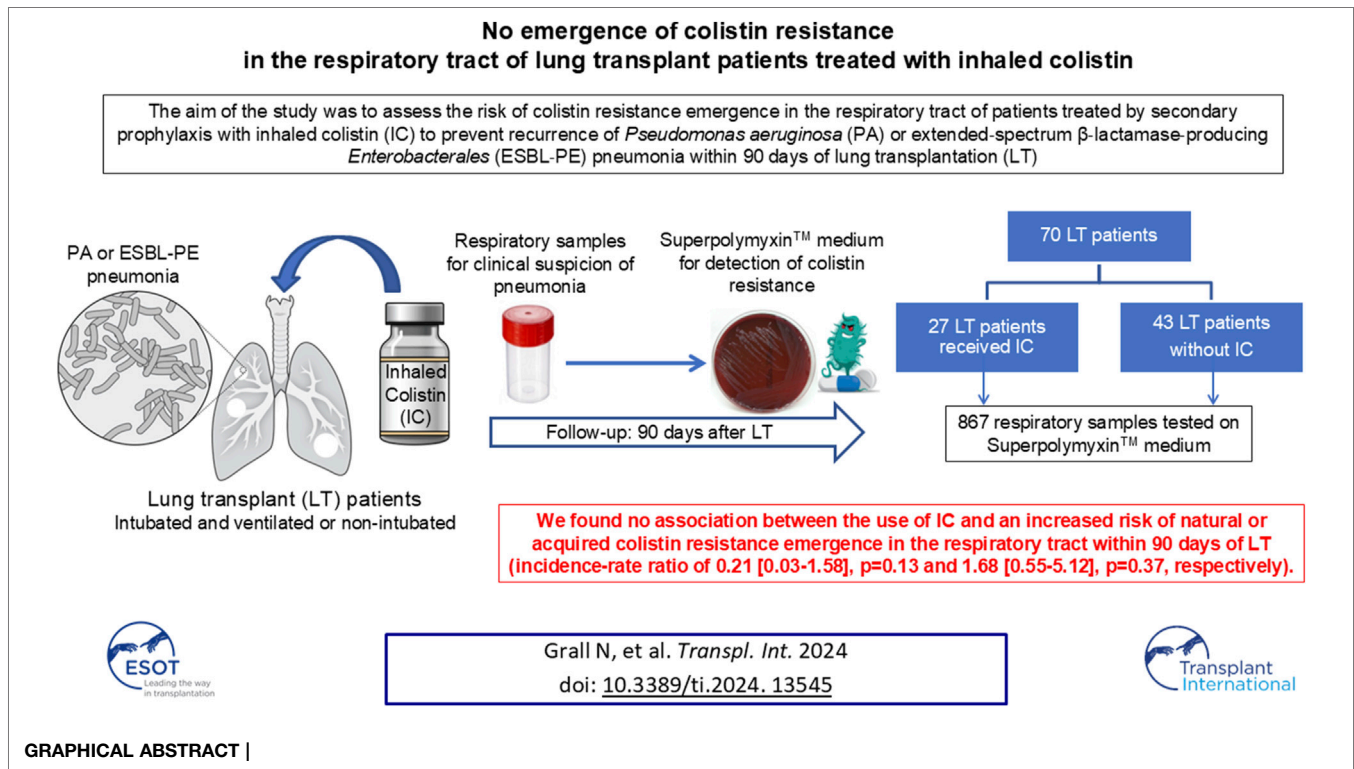 No emergence of colistin resistance
in the respiratory tract of lung transplant patients treated with inhaled colistin
The aim of the study was to assess the risk of colistin resistance emergence in the respiratory tract of patients treated by secondary
prophylaxis with inhaled colistin (IC) to prevent recurrence of Pseudomonas aeruginosa (PA) or extended-spectrum β-lactamase-producing
Enterobacterales (ESBL-PE) pneumonia within 90 days of lung transplantation (LT)
PA or ESBL-PE
pneumonia
Inhaled
Colistin
(IC)
Lung transplant (LT) patients
Intubated and ventilated or non-intubated
Respiratory samples
for clinical suspicion of
pneumonia
Superpolymyxin™ medium
for detection of colistin
resistance
Follow-up: 90 days after LT
70 LT patients
27 LT patients
received IC
43 LT patients
without IC
867 respiratory samples tested on
Superpolymyxin™ medium
We found no association between the use of IC and an increased risk of natural or
acquired colistin resistance emergence in the respiratory tract within 90 days of LT
(incidence-rate ratio of 0.21 [0.03-1.58], p=0.13 and 1.68 [0.55-5.12], p=0.37, respectively).
ESOT
Leading the way
in transplantation
Grall N, et al. Transpl. Int. 2024
doi: 10.3389/ti.2024. 13545
Transplant
International
GRAPHICAL ABSTRACT |